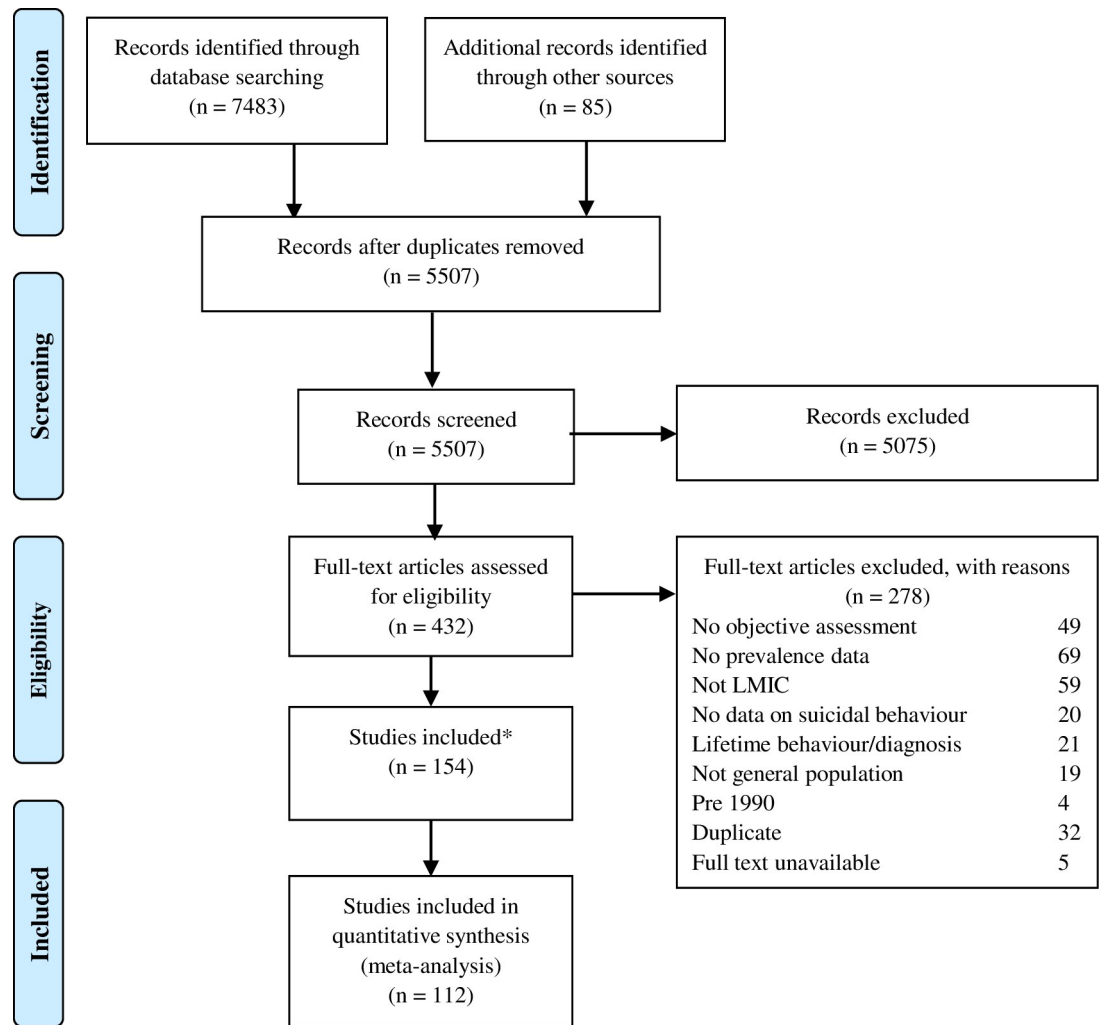 Identification
Records identified through
database searching
(n = 7483)
Additional records identified
through other sources
(n = 85)
Records after duplicates removed
(n = 5507)
Screening
Records screened
(n = 5507)
Records excluded
(n = 5075)
Eligibility
Full-text articles assessed
for eligibility
(n = 432)
Full-text articles excluded, with reasons
(n = 278)
No objective assessment 49
No prevalence data 69
Not LMIC 59
No data on suicidal behaviour 20
Lifetime behaviour/diagnosis 21
Not general population 19
Pre 1990 4
Duplicate 32
Full text unavailable 5
Studies included*
(n = 154)
Included
Studies included in
quantitative synthesis
(meta-analysis)
(n = 112)